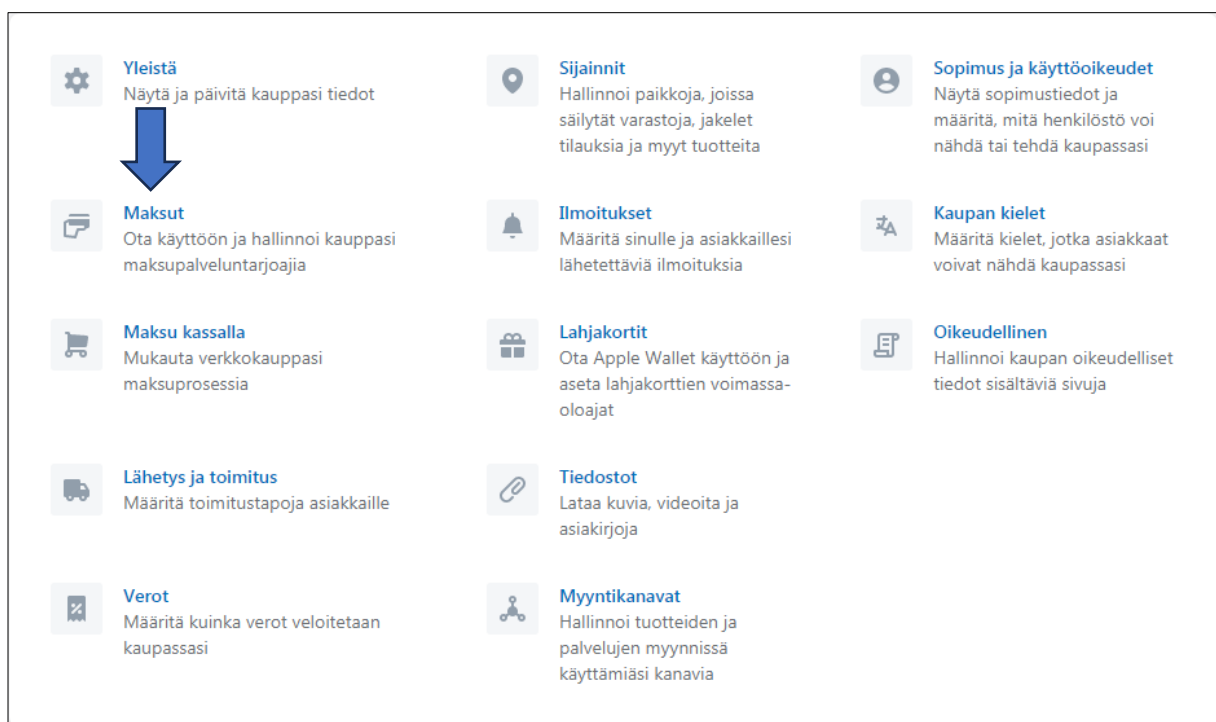 Yleistä
Näytä ja päivitä kauppasi tiedot
Sijainnit
Hallinnoi paikkoja, joissa
säilytät varastoja, jakelet
tilauksia ja myyt tuotteita
Sopimus ja käyttöoikeudet
Näytä sopimustiedot ja
määritä, mitä henkilöstö voi
nähdä tai tehdä kaupassasi
Maksut
Ota käyttöön ja hallinnoi kauppasi
maksupalveluntarjoajia
Ilmoitukset
Määritä sinulle ja asiakkaillesi
lähetettäviä ilmoituksia
Kaupan kielet
Määritä kielet, jotka asiakkaat
voivat nähdä kaupassasi
Maksu kassalla
Mukauta verkkokauppasi
maksuprosessia
Lahjakortit
Ota Apple Wallet käyttöön ja
aseta lahjakorttien voimassa-
oloajat
Oikeudellinen
Hallinnoi kaupan oikeudelliset
tiedot sisältäviä sivuja
Lähetys ja toimitus
Määritä toimitustapoja asiakkaille
Tiedostot
Lataa kuvia, videoita ja
asiakirjoja
Verot
Määritä kuinka verot veloitetaan
kaupassasi
Myyntikanavat
Hallinnoi tuotteiden ja
palvelujen myynnissä
käyttämiäsi kanavia